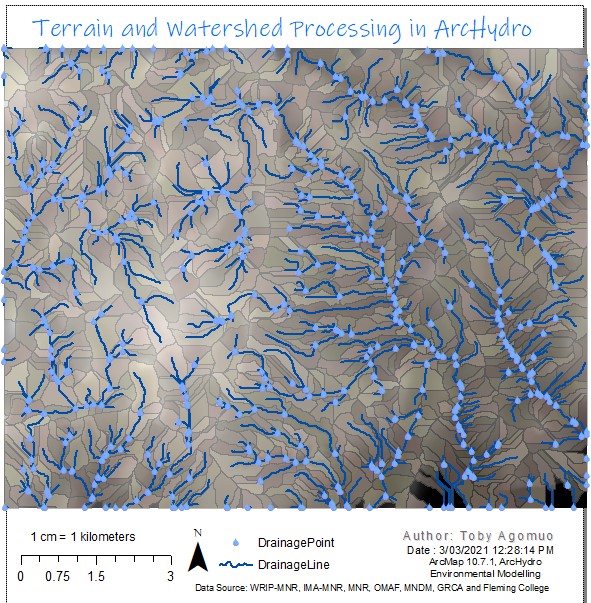 Terrain and Watershed Processing in ArcHydro
1 cm = 1 kilometers
0 0.75 1.5 3
N
DrainagePoint
DrainageLine
Author: Toby Agomuo
Date : 3/03/2021 12:28:14 PM
ArcMap 10.7.1, ArcHydro
Environmental Modelling
Data Source: WRIP-MNR, IMA-MNR, MNR, OMAF, MNDM, GRCA and Fleming College